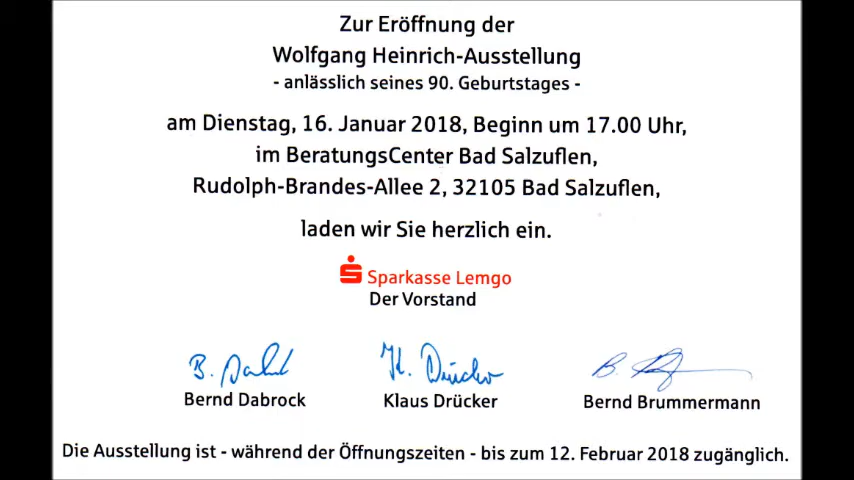 Zur Eröffnung der
Wolfgang Heinrich-Ausstellung
- anlässlich seines 90. Geburtstages -
am Dienstag, 16. Januar 2018, Beginn um 17.00 Uhr,
im BeratungsCenter Bad Salzuflen,
Rudolph-Brandes-Allee 2, 32105 Bad Salzuflen,
laden wir Sie herzlich ein.
Sparkasse Lemgo
Der Vorstand
B. Dabrock K. Drücker B.
Bernd Dabrock Klaus Drücker Bernd Brummermann
Die Ausstellung ist - während der Öffnungszeiten - bis zum 12. Februar 2018 zugänglich.